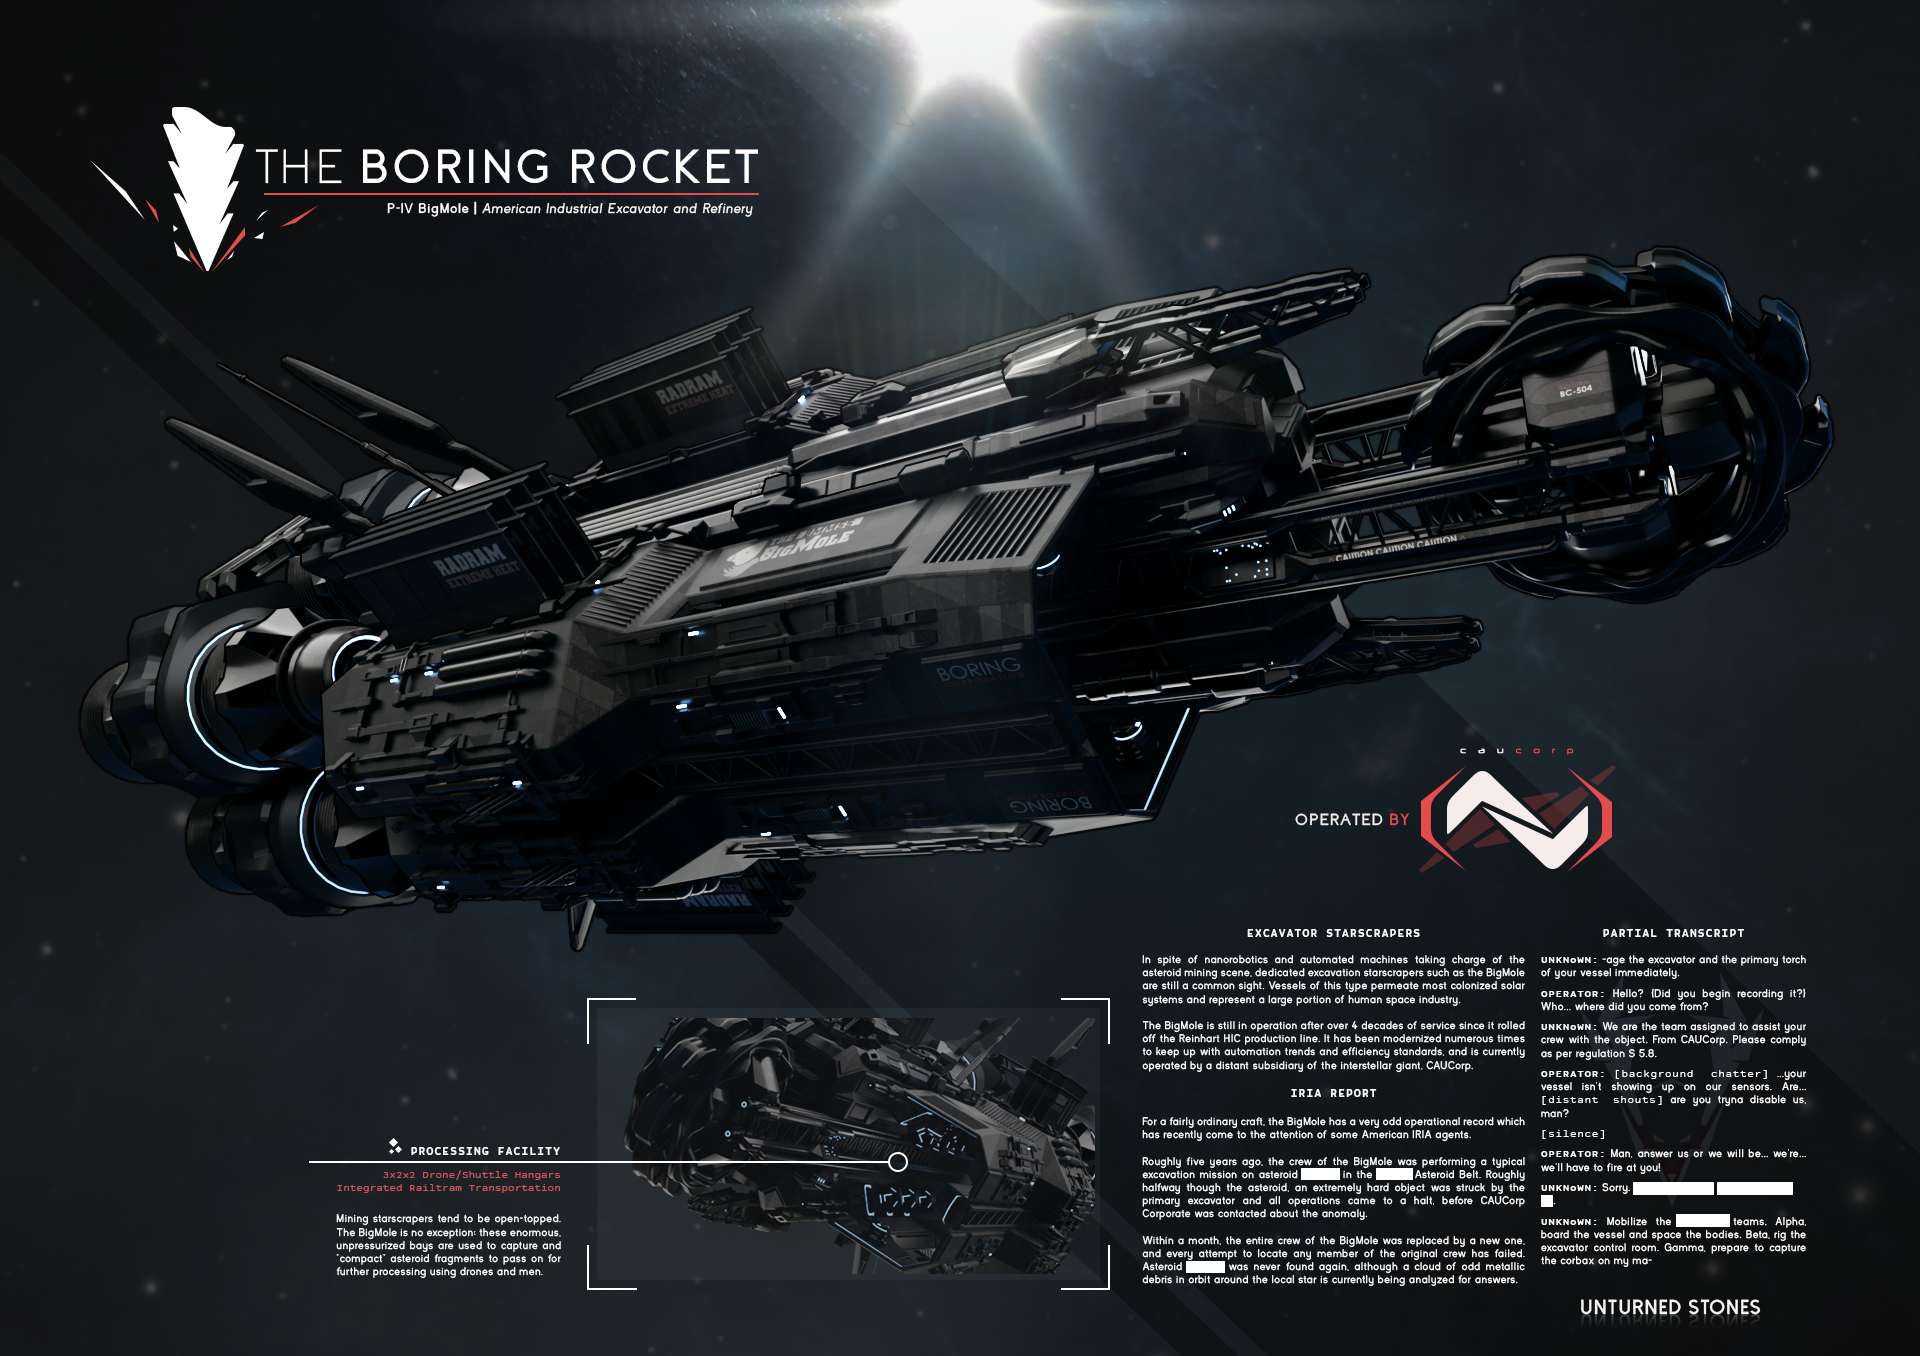 THE BORING ROCKET
P-IV BigMole | American Industrial Excavator and Refinery
RADRAM
EXTREME HEAT
BC-504
RADRAM
EXTREME HEAT
BIGMOLE
CAUTION CAUTION CAUTION
BORING
CORPORATION
BORING
RADRAM
caucorp
OPERATED BY
EXCAVATOR STARSCRAPERS
In spite of nanorobotics and automated machines taking charge of the
asteroid mining scene, dedicated excavation starscrapers such as the BigMole
are still a common sight. Vessels of this type permeate most colonized solar
systems and represent a large portion of human space industry.
The BigMole is still in operation after over 4 decades of service since it rolled
off the Reinhart HIC production line. It has been modernized numerous times
to keep up with automation trends and efficiency standards, and is currently
operated by a distant subsidiary of the interstellar giant, CAUCorp.
IRIA REPORT
For a fairly ordinary craft, the BigMole has a very odd operational record which
has recently come to the attention of some American IRIA agents.
Roughly five years ago, the crew of the BigMole was performing a typical
excavation mission on asteroid in the Asteroid Belt. Roughly
halfway though the asteroid, an extremely hard object was struck by the
primary excavator and all operations came to a halt, before CAUCorp
Corporate was contacted about the anomaly.
Within a month, the entire crew of the BigMole was replaced by a new one,
and every attempt to locate any member of the original crew has failed.
Asteroid was never found again, although a cloud of odd metallic
debris in orbit around the local star is currently being analyzed for answers.
PARTIAL TRANSCRIPT
UNKNoWN: -age the excavator and the primary torch
of your vessel immediately.
OPERATOR: Hello? (Did you begin recording it?)
Who... where did you come from?
UNKNoWN: We are the team assigned to assist your
crew with the object. From CAUCorp. Please comply
as per regulation S 5.8.
OPERATOR: [background chatter] ...your
vessel isn't showing up on our sensors. Are...
[distant shouts] are you tryna disable us,
man?
[silence]
OPERATOR: Man, answer us or we will be... we're...
we'll have to fire at you!
UNKNoWN: Sorry,
.
UNKNoWN: Mobilize the teams. Alpha,
board the vessel and space the bodies. Beta, rig the
excavator control room. Gamma, prepare to capture
the corbax on my ma-
PROCESSING FACILITY
3x2x2 Drone/Shuttle Hangars
Integrated Railtram Transportation
Mining starscrapers tend to be open-topped.
The BigMole is no exception: these enormous,
unpressurized bays are used to capture and
"compact" asteroid fragments to pass on for
further processing using drones and men.
UNTURNED STONES